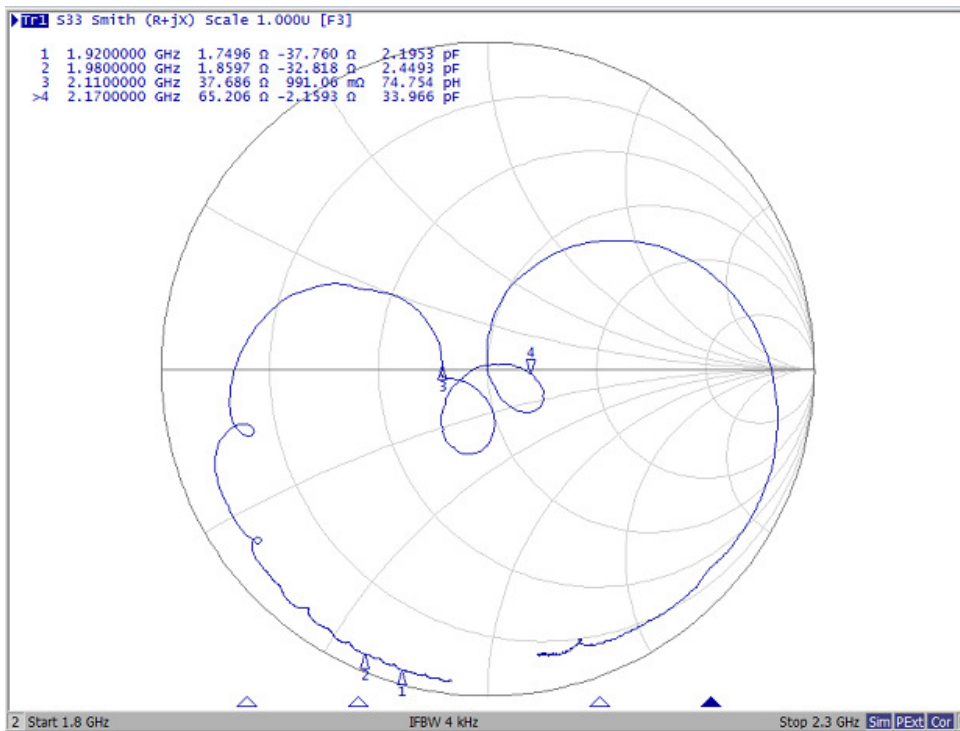 Tr1 S33 Smith (R+jX) Scale 1.000U [F3]
1 1.9200000 GHz 1.7496 Ω -37.760 Ω 2.1953 pF
2 1.9800000 GHz 1.8597 Ω -32.818 Ω 2.4493 pF
3 2.1100000 GHz 37.686 Ω 991.06 mΩ 74.754 pH
>4 2.1700000 GHz 65.206 Ω -2.1593 Ω 33.966 pF
4
3
2
1
2 Start 1.8 GHz IFBW 4 kHz Stop 2.3 GHz Sim PExt Cor